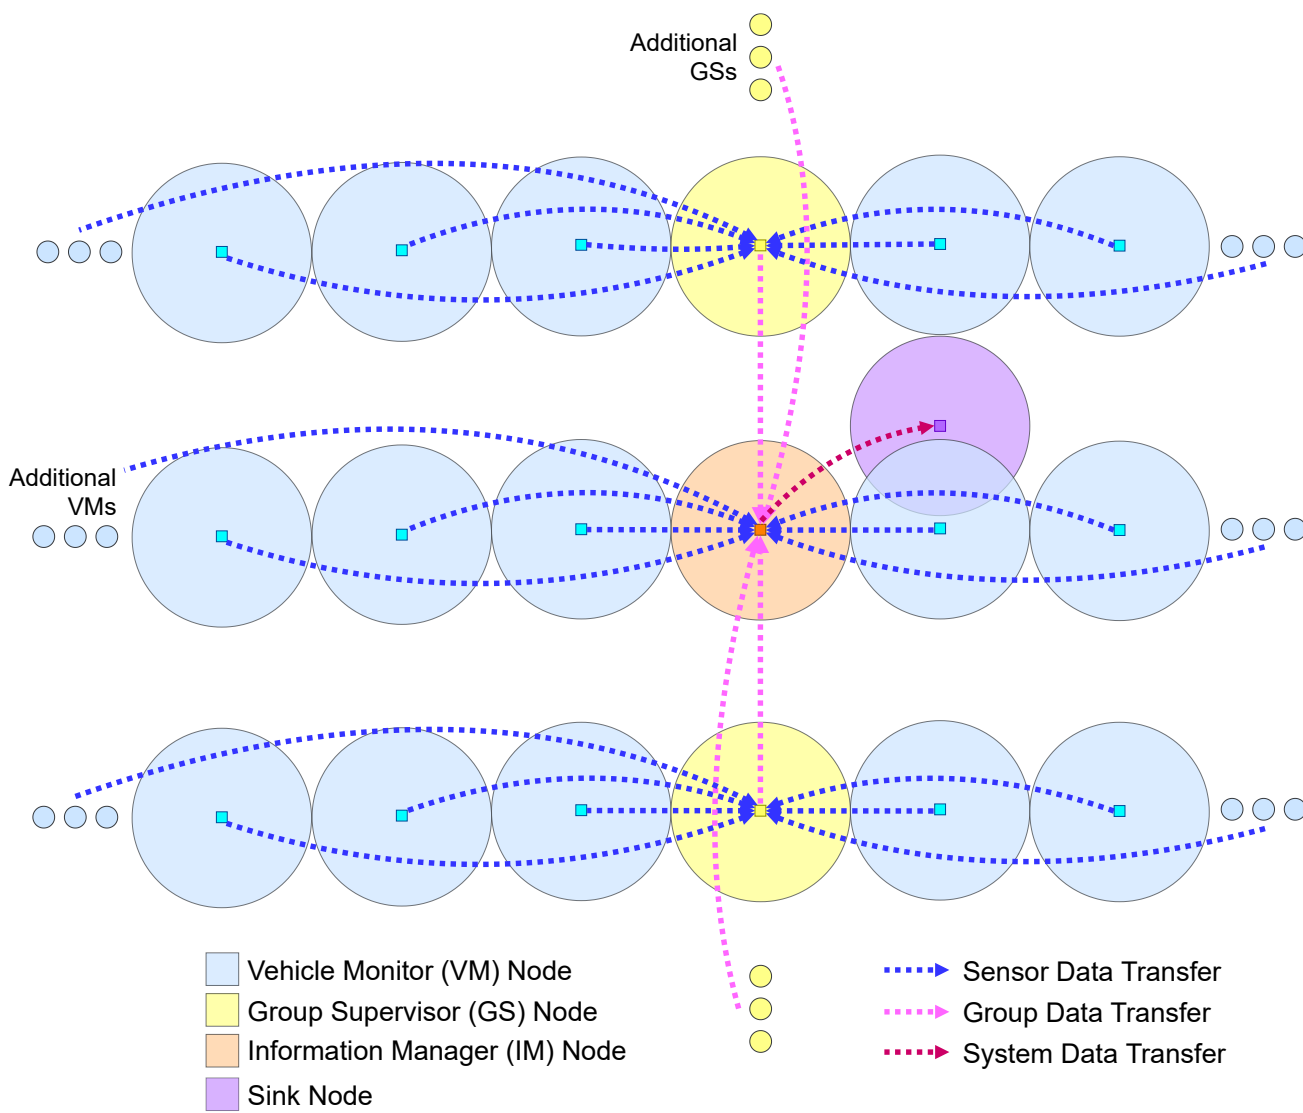 Additional
GSs
Additional
VMs
Vehicle Monitor (VM) Node
Group Supervisor (GS) Node
Information Manager (IM) Node
Sink Node
Sensor Data Transfer
Group Data Transfer
System Data Transfer